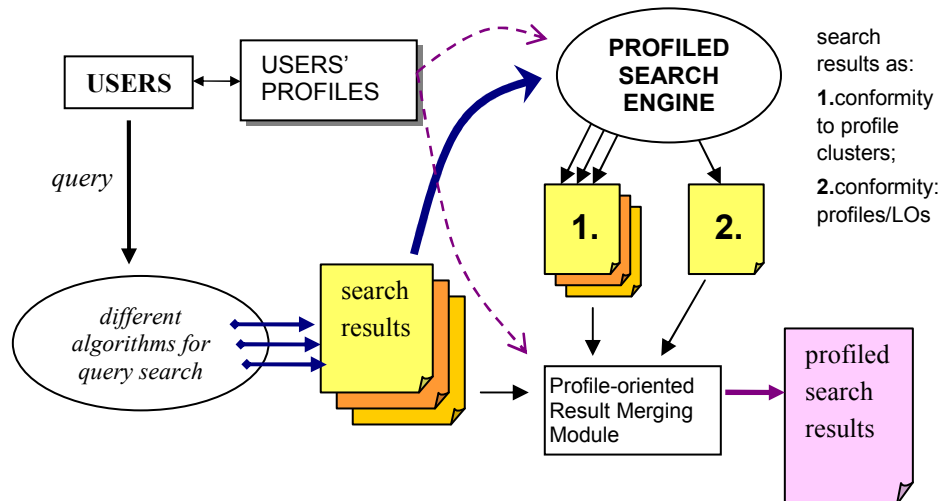 USERS
USERS'
PROFILES
PROFILED
SEARCH
ENGINE
search
results as:
1.conformity
to profile
clusters;
2.conformity:
profiles/LOs
query
1.
2.
different
algorithms for
query search
search
results
Profile-oriented
Result Merging
Module
profiled
search
results